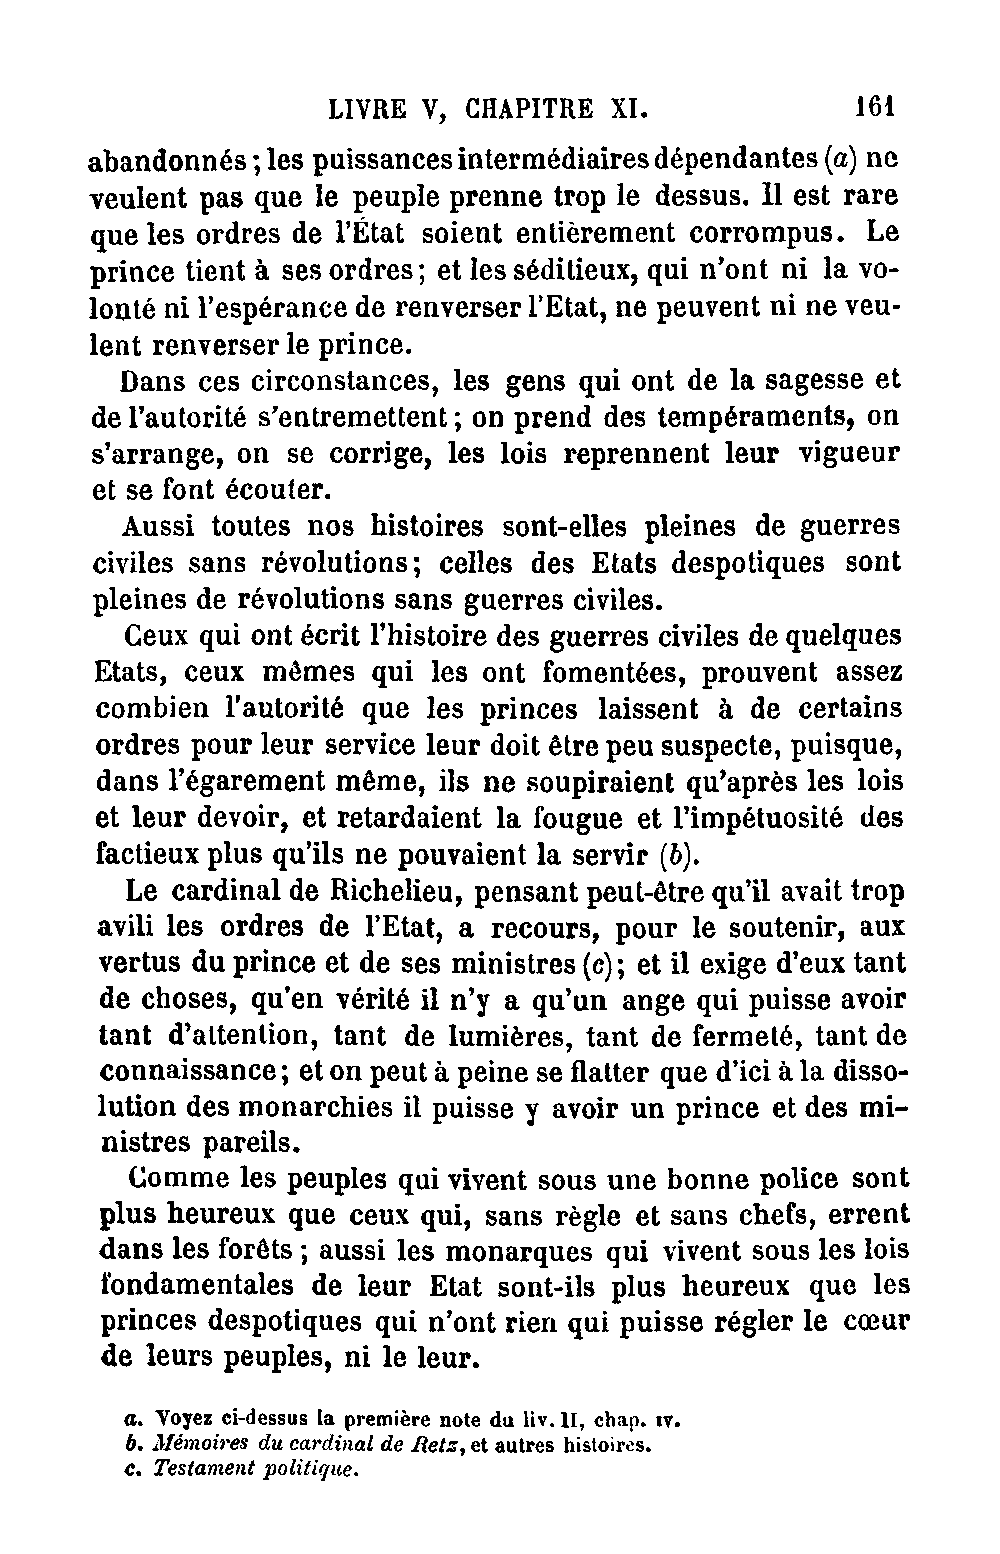 LIVRE V, CHAPITRE XI. 161
abandonnés ; les puissances intermédiaires dépendantes (a) ne
veulent pas que le peuple prenne trop le dessus. Il est rare
que les ordres de l'État soient entièrement corrompus. Le
prince tient à ses ordres ; et les séditieux, qui n'ont ni la vo-
lonté ni l'espérance de renverser l'Etat, ne peuvent ni ne veu-
lent renverser le prince.
Dans ces circonstances, les gens qui ont de la sagesse et
de l'autorité s'entremettent ; on prend des tempéraments, on
s'arrange, on se corrige, les lois reprennent leur vigueur
et se font écouter.
Aussi toutes nos histoires sont-elles pleines de guerres
civiles sans révolutions ; celles des Etats despotiques sont
pleines de révolutions sans guerres civiles.
Ceux qui ont écrit l'histoire des guerres civiles de quelques
Etats, ceux mêmes qui les ont fomentées, prouvent assez
combien l'autorité que les princes laissent à de certains
ordres pour leur service leur doit être peu suspecte, puisque,
dans l'égarement même, ils ne soupiraient qu'après les lois
et leur devoir, et retardaient la fougue et l'impétuosité des
factieux plus qu'ils ne pouvaient la servir (b).
Le cardinal de Richelieu, pensant peut-être qu'il avait trop
avili les ordres de l'Etat, a recours, pour le soutenir, aux
vertus du prince et de ses ministres (c) ; et il exige d'eux tant
de choses, qu'en vérité il n'y a qu'un ange qui puisse avoir
tant d'attention, tant de lumières, tant de fermeté, tant de
connaissance ; et on peut à peine se flatter que d'ici à la disso-
lution des monarchies il puisse y avoir un prince et des mi-
nistres pareils.
Comme les peuples qui vivent sous une bonne police sont
plus heureux que ceux qui, sans règle et sans chefs, errent
dans les forêts ; aussi les monarques qui vivent sous les lois
fondamentales de leur Etat sont-ils plus heureux que les
princes despotiques qui n'ont rien qui puisse régler le cœur
de leurs peuples, ni le leur.
a. Voyez ci-dessus la première note du liv. II, chap. IV.
b. Mémoires du cardinal de Retz, et autres histoires.
c. Testament politique.